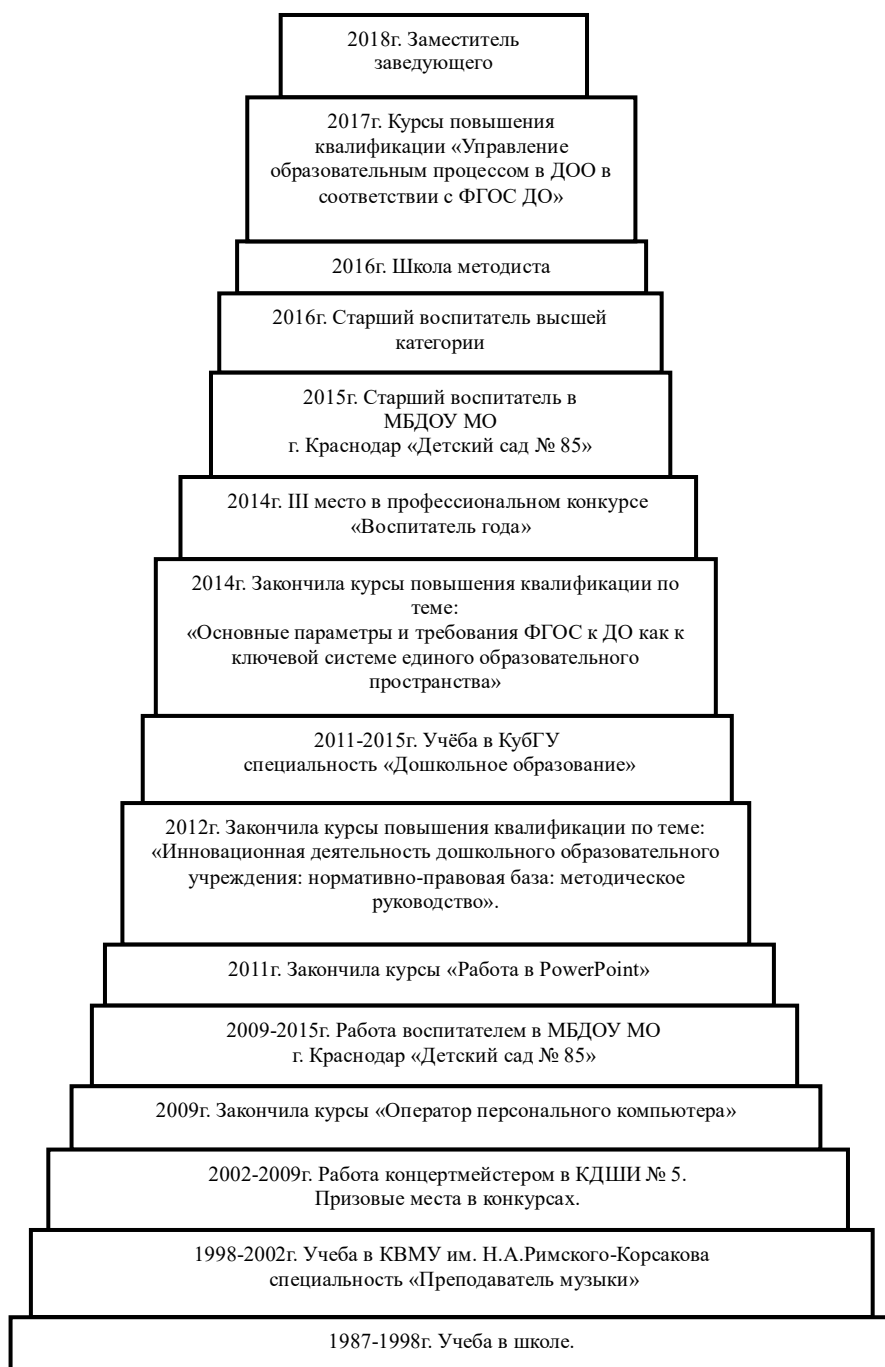 2018г. Заместитель
заведующего
2017г. Курсы повышения
квалификации «Управление
образовательным процессом в ДОО в
соответствии с ФГОС ДО»
2016г. Школа методиста
2016г. Старший воспитатель высшей
категории
2015г. Старший воспитатель в
МБДОУ МО
г. Краснодар «Детский сад № 85»
2014г. III место в профессиональном конкурсе
«Воспитатель года»
2014г. Закончила курсы повышения квалификации по
теме:
«Основные параметры и требования ФГОС к ДО как к
ключевой системе единого образовательного
пространства»
2011-2015г. Учёба в КубГУ
специальность «Дошкольное образование»
2012г. Закончила курсы повышения квалификации по теме:
«Инновационная деятельность дошкольного образовательного
учреждения: нормативно-правовая база: методическое
руководство».
2011г. Закончила курсы «Работа в PowerPoint»
2009-2015г. Работа воспитателем в МБДОУ МО
г. Краснодар «Детский сад № 85»
2009г. Закончила курсы «Оператор персонального компьютера»
2002-2009г. Работа концертмейстером в КДШИ № 5.
Призовые места в конкурсах.
1998-2002г. Учеба в КВМУ им. Н.А.Римского-Корсакова
специальность «Преподаватель музыки»
1987-1998г. Учеба в школе.